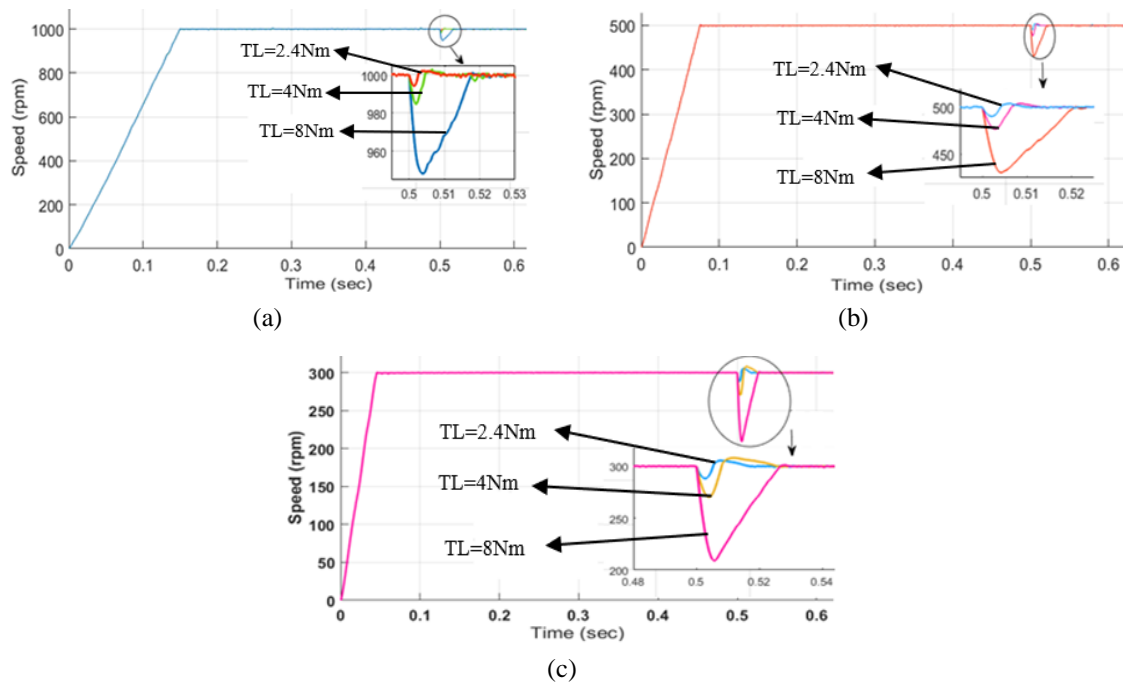 1000
800
600
400
200
0
Speed (rpm)
0 0.1 0.2 0.3 0.4 0.5 0.6
Time (sec)
TL=2.4Nm
TL=4Nm
TL=8Nm
1000
980
960
0.5 0.51 0.52 0.53
(a)
500
400
300
200
100
0
Speed (rpm)
0 0.1 0.2 0.3 0.4 0.5 0.6
Time (sec)
TL=2.4Nm
TL=4Nm
TL=8Nm
500
450
0.5 0.51 0.52
(b)
300
250
200
150
100
50
0
Speed (rpm)
0 0.1 0.2 0.3 0.4 0.5 0.6
Time (sec)
TL=2.4Nm
TL=4Nm
TL=8Nm
300
250
200
0.48 0.5 0.52 0.54
(c)